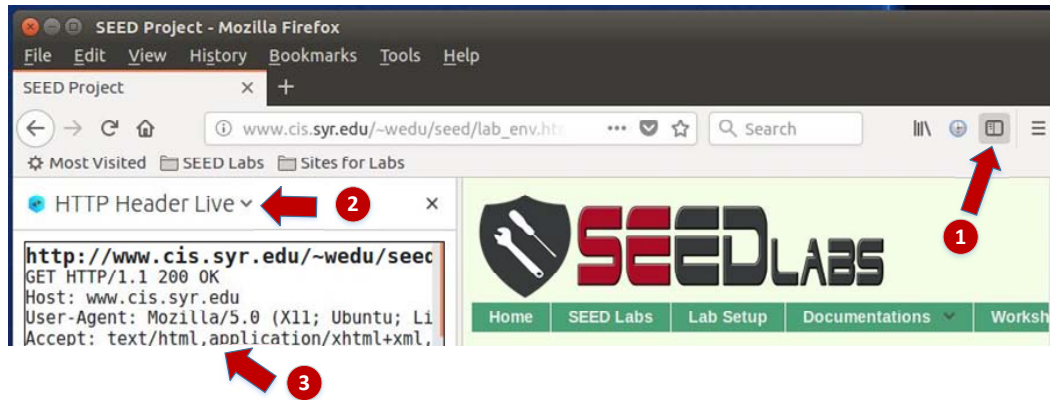 SEED Project - Mozilla Firefox
File Edit View History Bookmarks Tools Help
SEED Project
www.cis.syr.edu/~wedu/seed/lab_env.ht
Search
Most Visited SEED Labs Sites for Labs
1
HTTP Header Live
2
http://www.cis.syr.edu/~wedu/seed
GET HTTP/1.1 200 OK
Host: www.cis.syr.edu
User-Agent: Mozilla/5.0 (X11; Ubuntu; Li
Accept: text/html,application/xhtml+xml,
3
SEEDLABS
Home SEED Labs Lab Setup Documentations Worksh